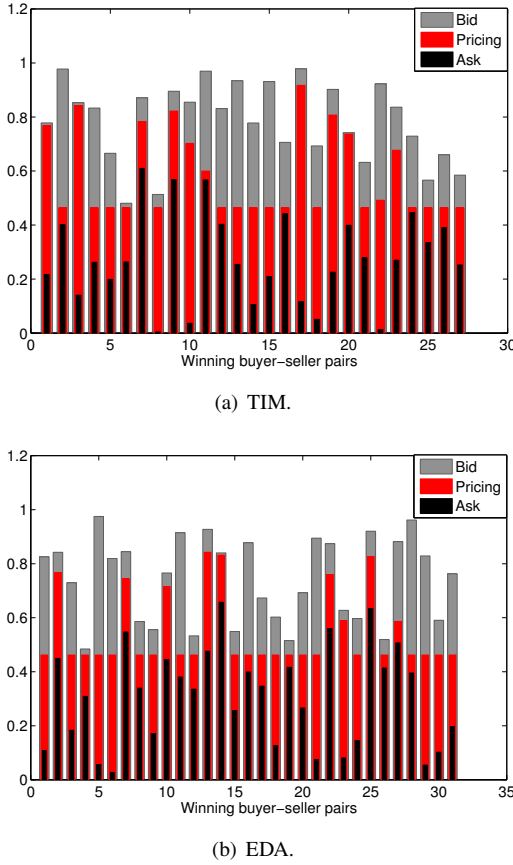 1.2
1
0.8
0.6
0.4
0.2
0
0 5 10 15 20 25 30
Bid
Pricing
Ask
Winning buyer−seller pairs
(a) TIM.
1.2
1
0.8
0.6
0.4
0.2
0
0 5 10 15 20 25 30 35
Bid
Pricing
Ask
Winning buyer−seller pairs
(b) EDA.